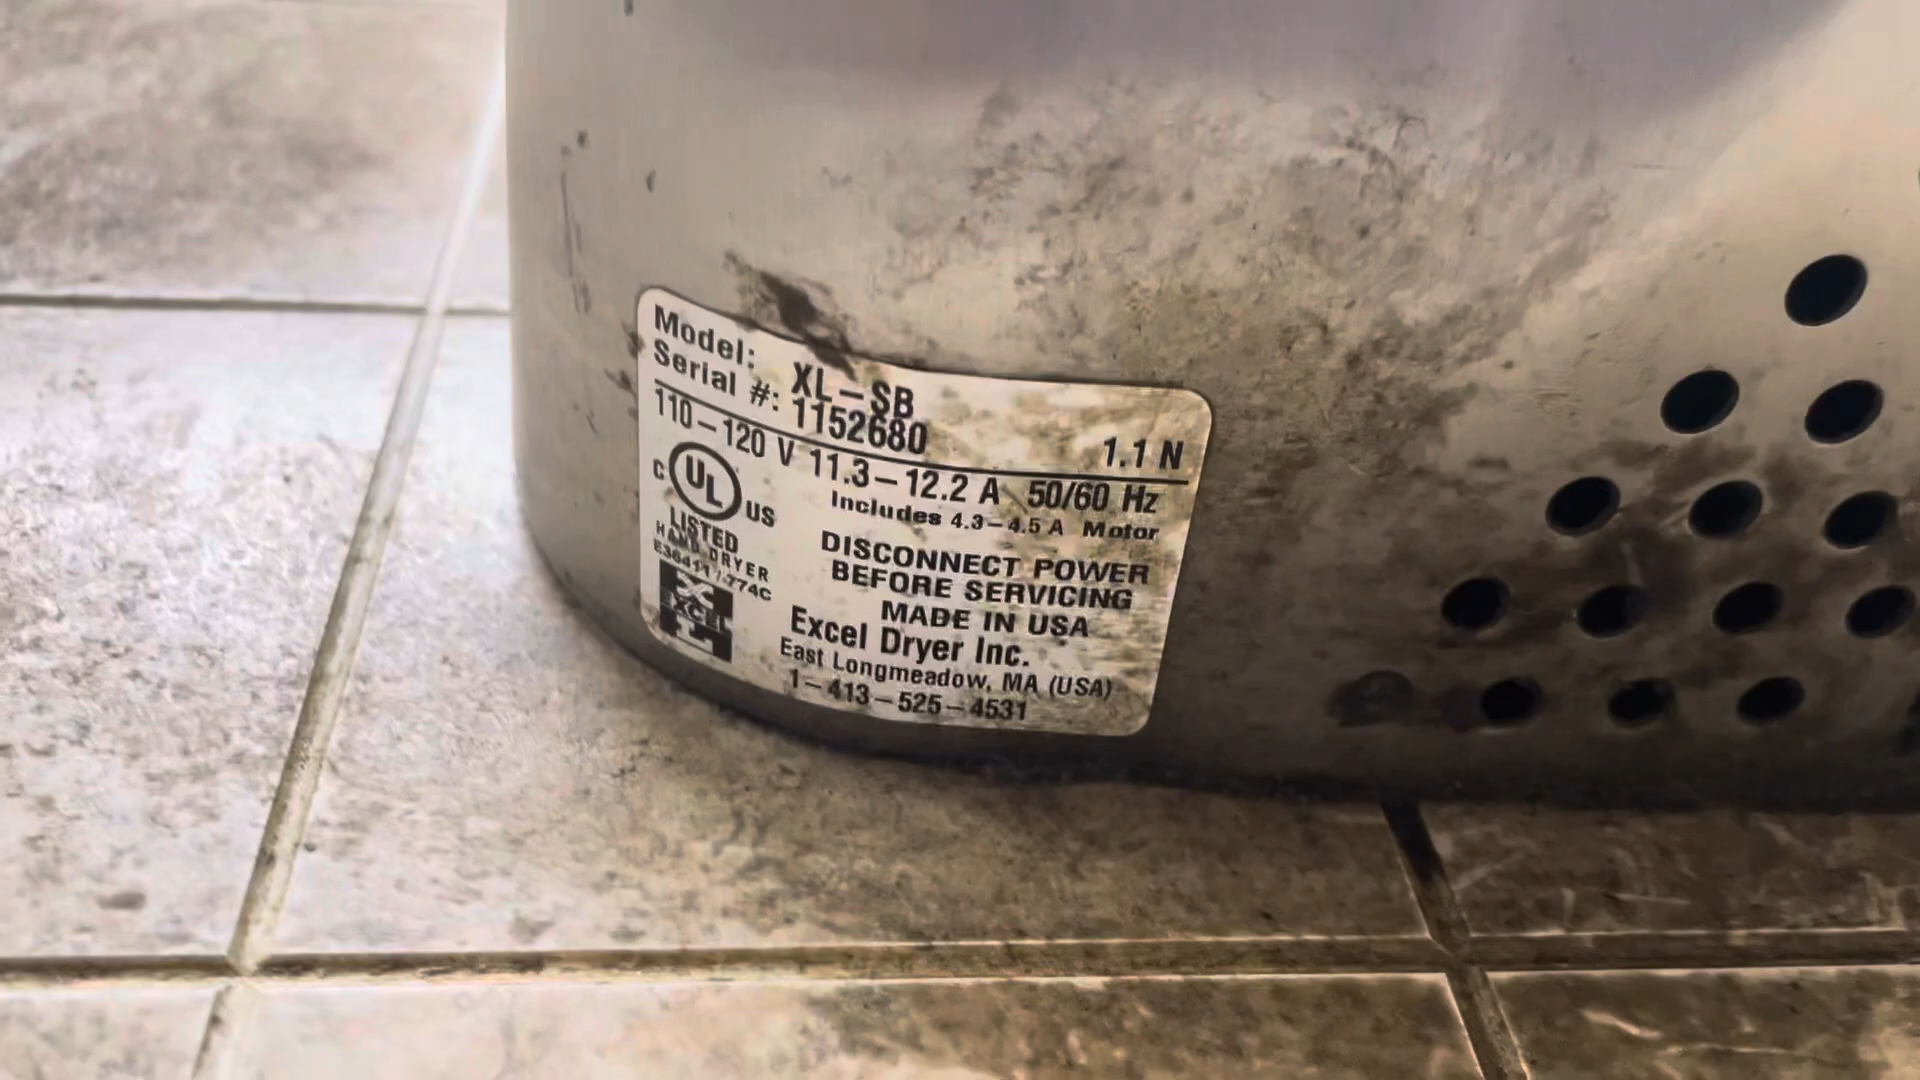 Model: XL-SB
Serial #: 1152680 1.1 N
110-120 V 11.3-12.2 A 50/60 Hz
Includes 4.3-4.5 A Motor
C UL US
LISTED
HAND DRYER
E36411 / 774C
EXCEL
DISCONNECT POWER
BEFORE SERVICING
MADE IN USA
Excel Dryer Inc.
East Longmeadow, MA (USA)
1-413-525-4531